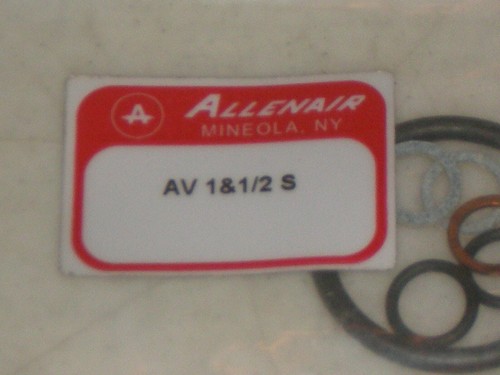 A ALLENAIR
MINEOLA, NY
AV 1&1/2 S